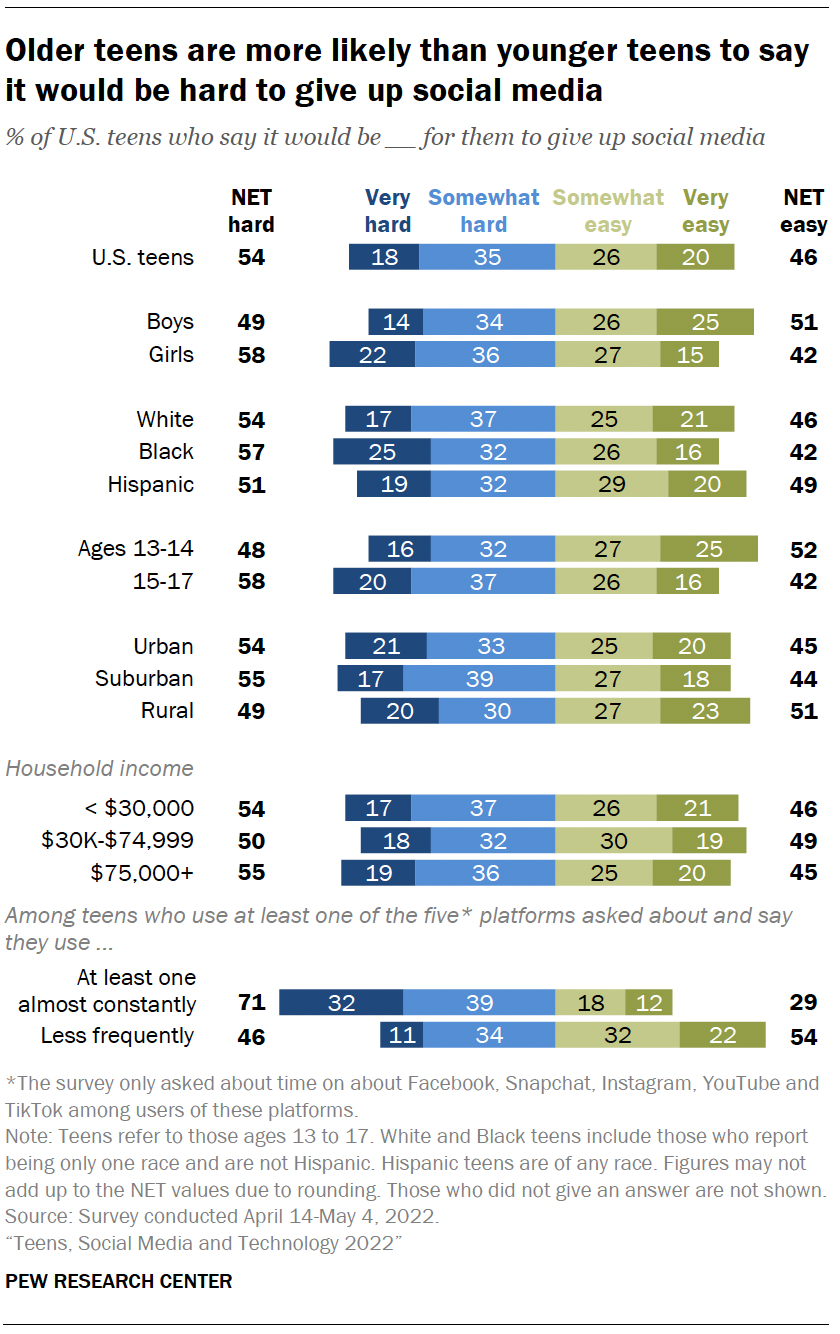 Older teens are more likely than younger teens to say
it would be hard to give up social media
% of U.S. teens who say it would be __ for them to give up social media
NET hard Very hard Somewhat hard Somewhat easy Very easy NET easy
U.S. teens 54 18 35 26 20 46
Boys 49 14 34 26 25 51
Girls 58 22 36 27 15 42
White 54 17 37 25 21 46
Black 57 25 32 26 16 42
Hispanic 51 19 32 29 20 49
Ages 13-14 48 16 32 27 25 52
15-17 58 20 37 26 16 42
Urban 54 21 33 25 20 45
Suburban 55 17 39 27 18 44
Rural 49 20 30 27 23 51
Household income
< $30,000 54 17 37 26 21 46
$30K-$74,999 50 18 32 30 19 49
$75,000+ 55 19 36 25 20 45
Among teens who use at least one of the five* platforms asked about and say
they use ...
At least one
almost constantly 71 32 39 18 12 29
Less frequently 46 11 34 32 22 54
*The survey only asked about time on about Facebook, Snapchat, Instagram, YouTube and
TikTok among users of these platforms.
Note: Teens refer to those ages 13 to 17. White and Black teens include those who report
being only one race and are not Hispanic. Hispanic teens are of any race. Figures may not
add up to the NET values due to rounding. Those who did not give an answer are not shown.
Source: Survey conducted April 14-May 4, 2022.
“Teens, Social Media and Technology 2022”
PEW RESEARCH CENTER